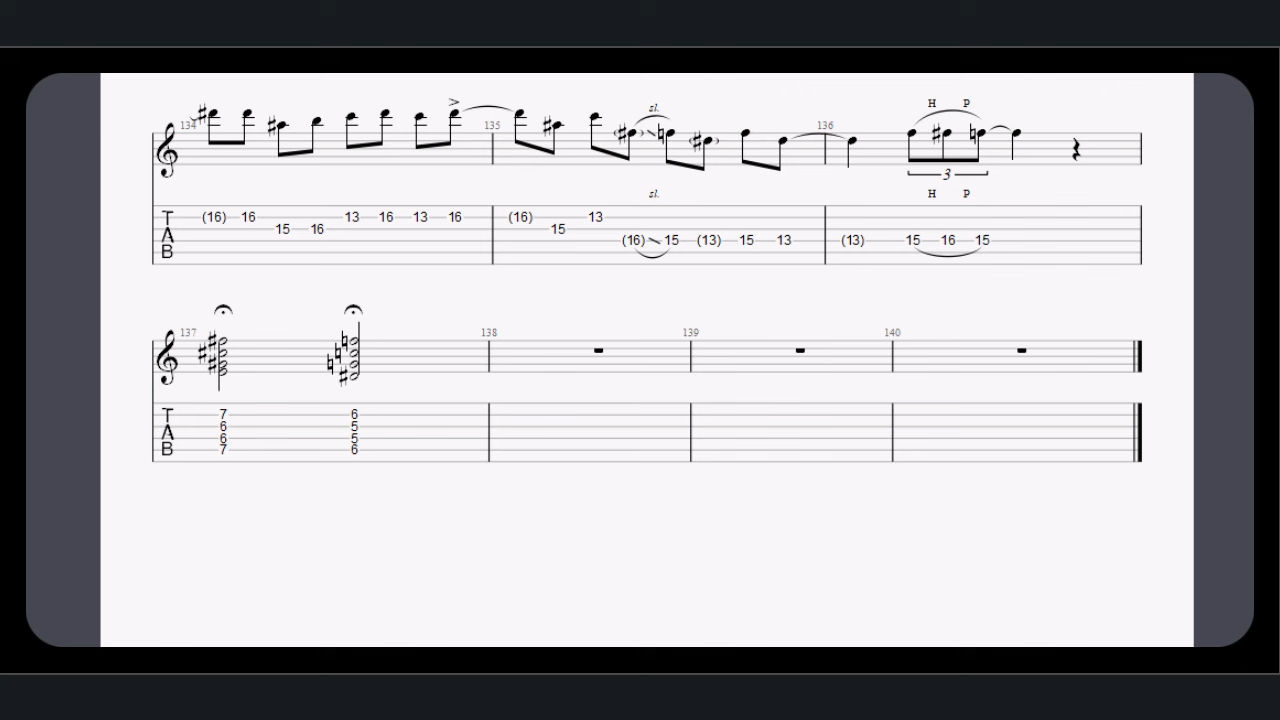 H P
>
sl.
134 135 136
3
sl. H P
T (16) 16 13 16 13 16 (16) 13
A 15 16 15
B (16) 15 (13) 15 13 (13) 15 16 15
137 138 139 140
T 7 6
A 6 5
6 5
B 7 6